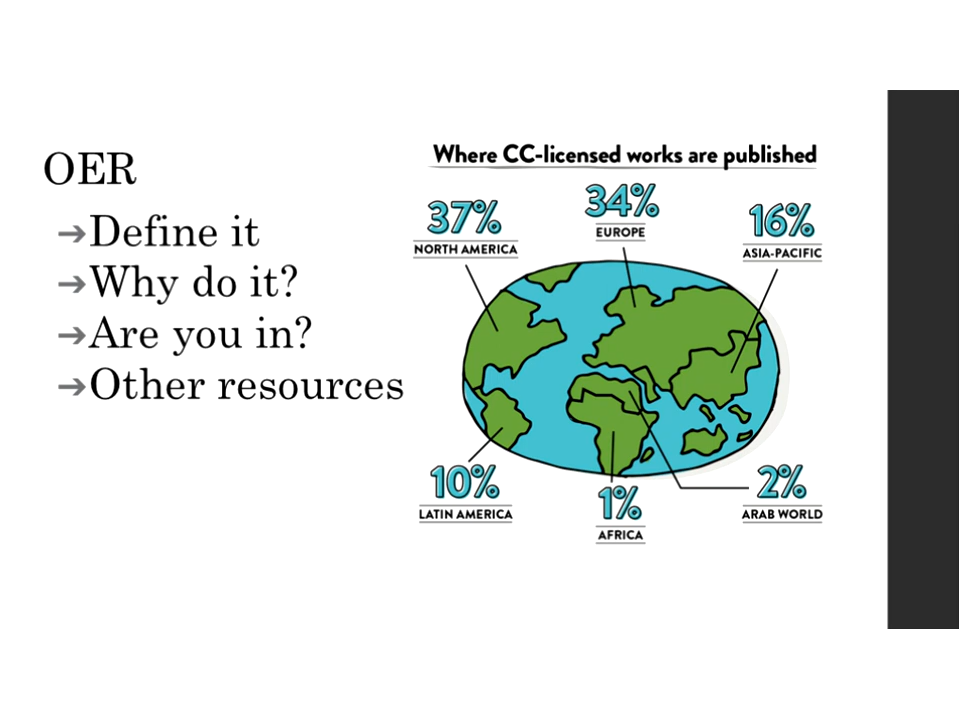 OER
➔Define it
➔Why do it?
➔Are you in?
➔Other resources
Where CC-licensed works are published
37%
NORTH AMERICA
34%
EUROPE
16%
ASIA-PACIFIC
10%
LATIN AMERICA
1%
AFRICA
2%
ARAB WORLD